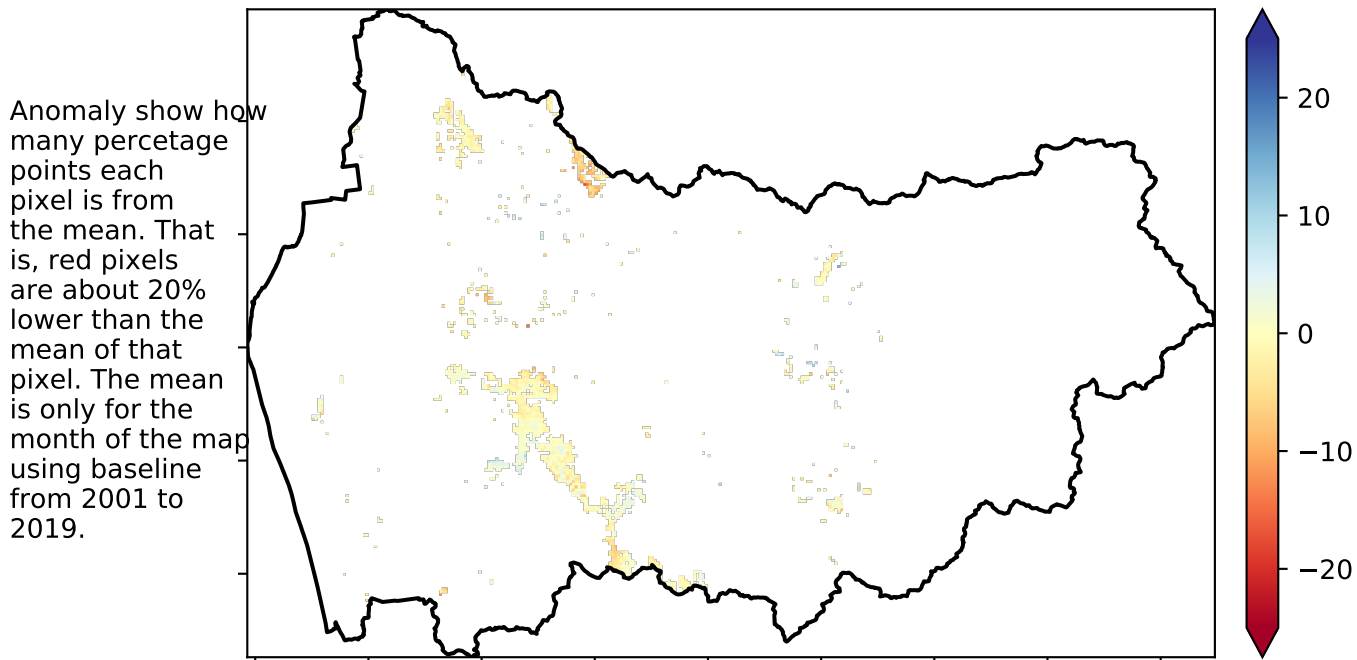 Anomaly show how
many percetage
points each
pixel is from
the mean. That
is, red pixels
are about 20%
lower than the
mean of that
pixel. The mean
is only for the
month of the map
using baseline
from 2001 to
2019.
20
10
0
−10
−20